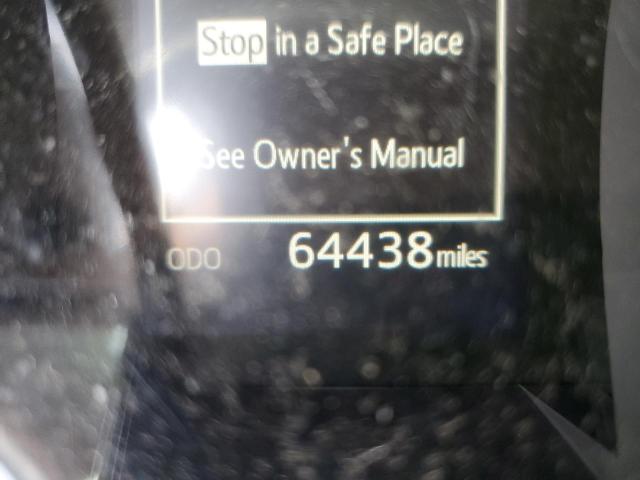 Stop in a Safe Place
See Owner's Manual
ODO 64438 miles